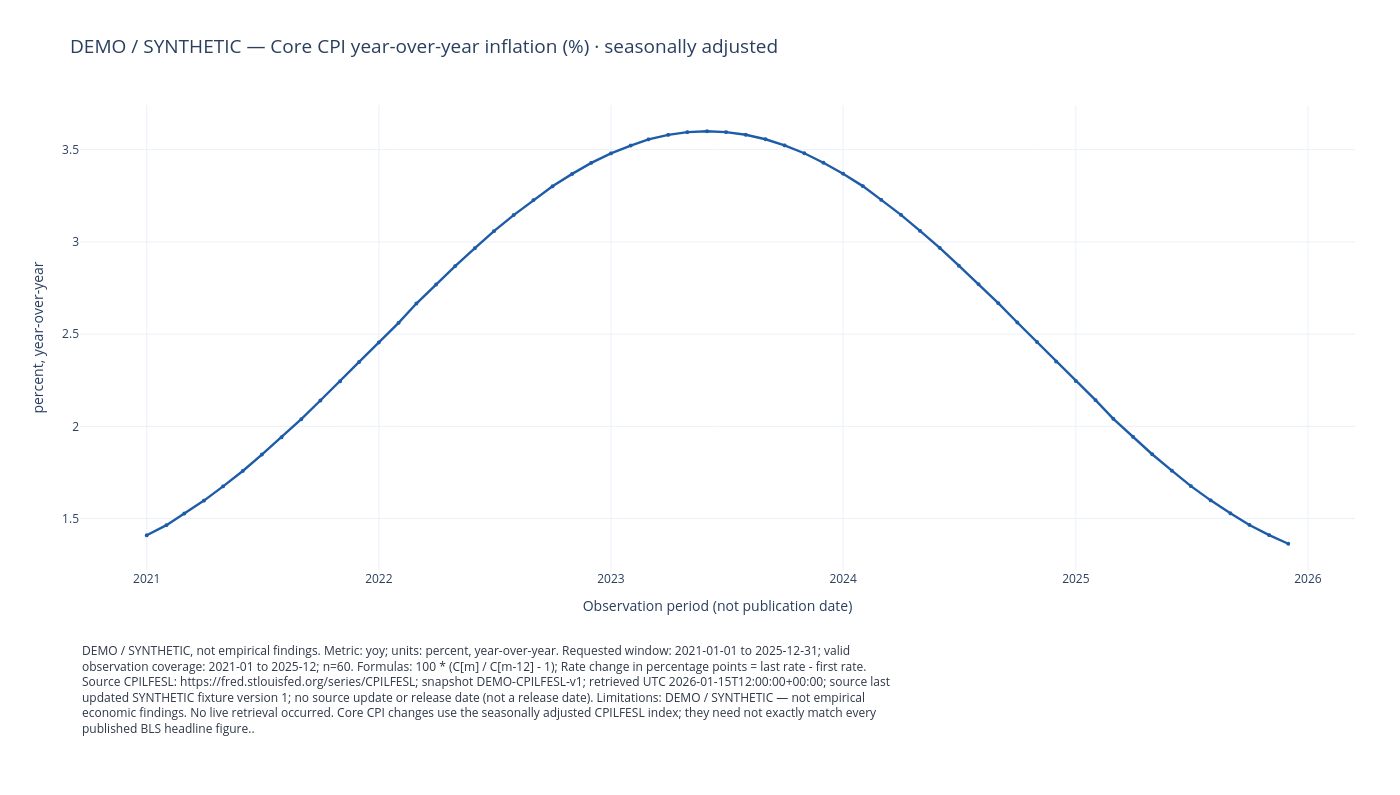 DEMO / SYNTHETIC — Core CPI year-over-year inflation (%) · seasonally adjusted
percent, year-over-year
3.5
3
2.5
2
1.5
2021
2022
2023
2024
2025
2026
Observation period (not publication date)
DEMO / SYNTHETIC, not empirical findings. Metric: yoy; units: percent, year-over-year. Requested window: 2021-01-01 to 2025-12-31; valid
observation coverage: 2021-01 to 2025-12; n=60. Formulas: 100 * (C[m] / C[m-12] - 1); Rate change in percentage points = last rate - first rate.
Source CPILFESL: https://fred.stlouisfed.org/series/CPILFESL; snapshot DEMO-CPILFESL-v1; retrieved UTC 2026-01-15T12:00:00+00:00; source last
updated SYNTHETIC fixture version 1; no source update or release date (not a release date). Limitations: DEMO / SYNTHETIC — not empirical
economic findings. No live retrieval occurred. Core CPI changes use the seasonally adjusted CPILFESL index; they need not exactly match every
published BLS headline figure..